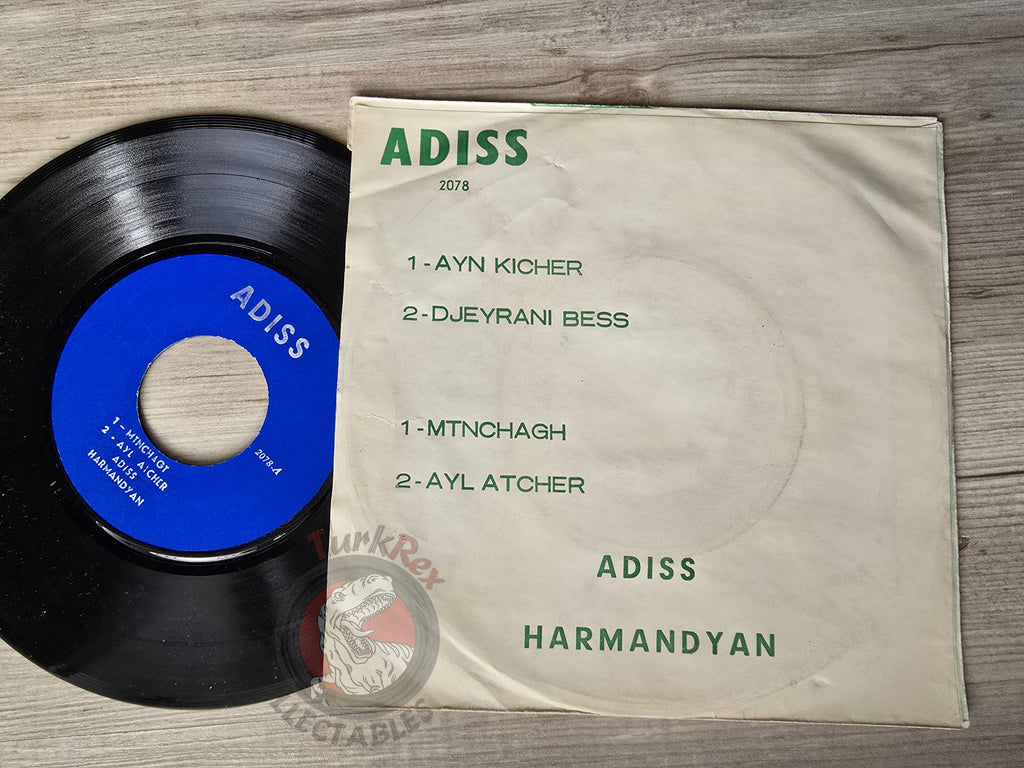 ADISS
2078
1 - AYN KICHER
2 - DJEYRANI BESS
1 - MTNCHAGH
2 - AYL ATCHER
ADISS
HARMANDYAN
ADISS
1 - MTNCHAGT
2 - AYL AICHER
ADISS
HARMANDYAN
2078-A
TurkRex
LLECTABLES